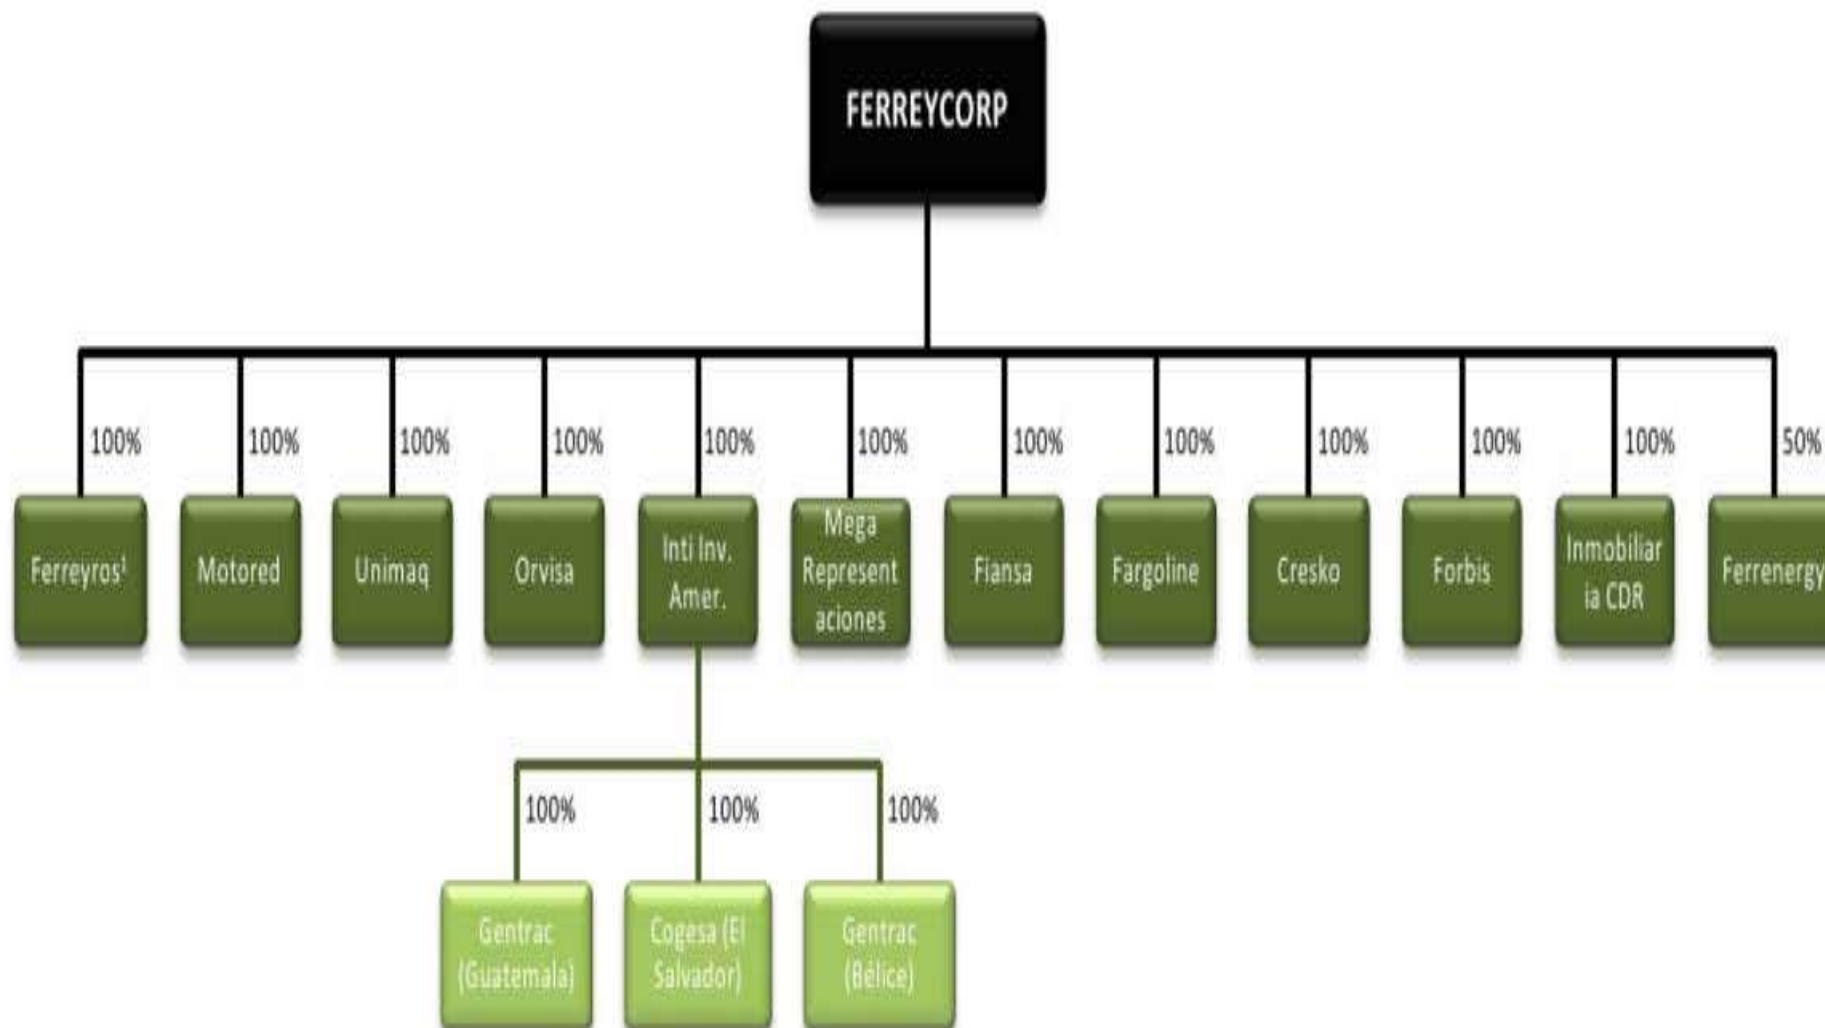 FERREYCORP
100% 100% 100% 100% 100% 100% 100% 100% 100% 100% 100% 50%
Ferreyros¹
Motored
Unimaq
Orvisa
Inti Inv.
Amer.
Mega
Represent
aciones
Fiansa
Fargoline
Cresko
Forbis
Inmobiliar
ia CDR
Ferrenergy
100% 100% 100%
Gentrac
(Guatemala)
Cogesa (El
Salvador)
Gentrac
(Bélice)